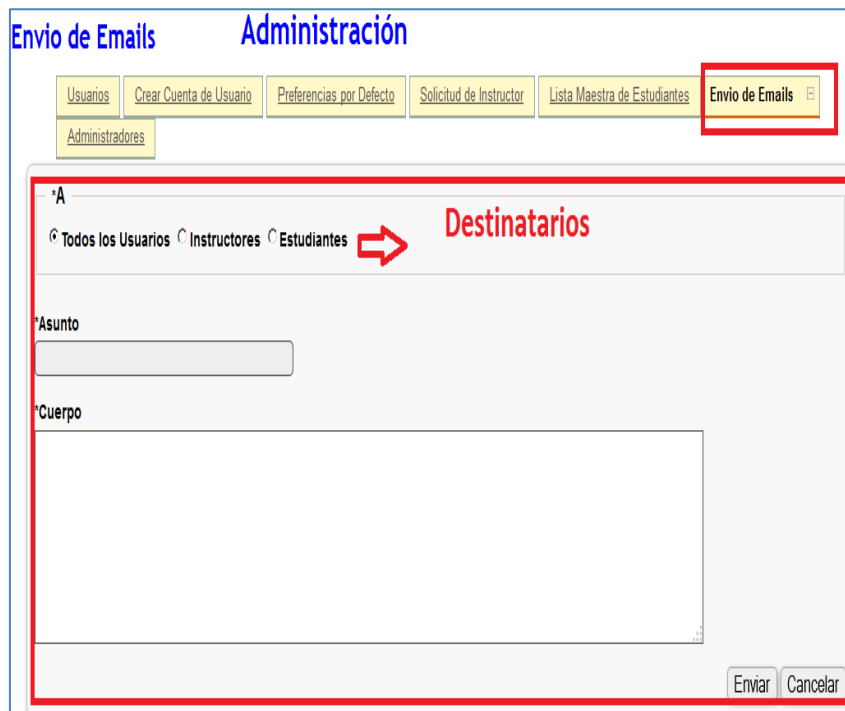 Envio de Emails Administración
Usuarios Crear Cuenta de Usuario Preferencias por Defecto Solicitud de Instructor Lista Maestra de Estudiantes Envio de Emails
Administradores
*A
Todos los Usuarios Instructores Estudiantes Destinatarios
*Asunto
*Cuerpo
Enviar Cancelar